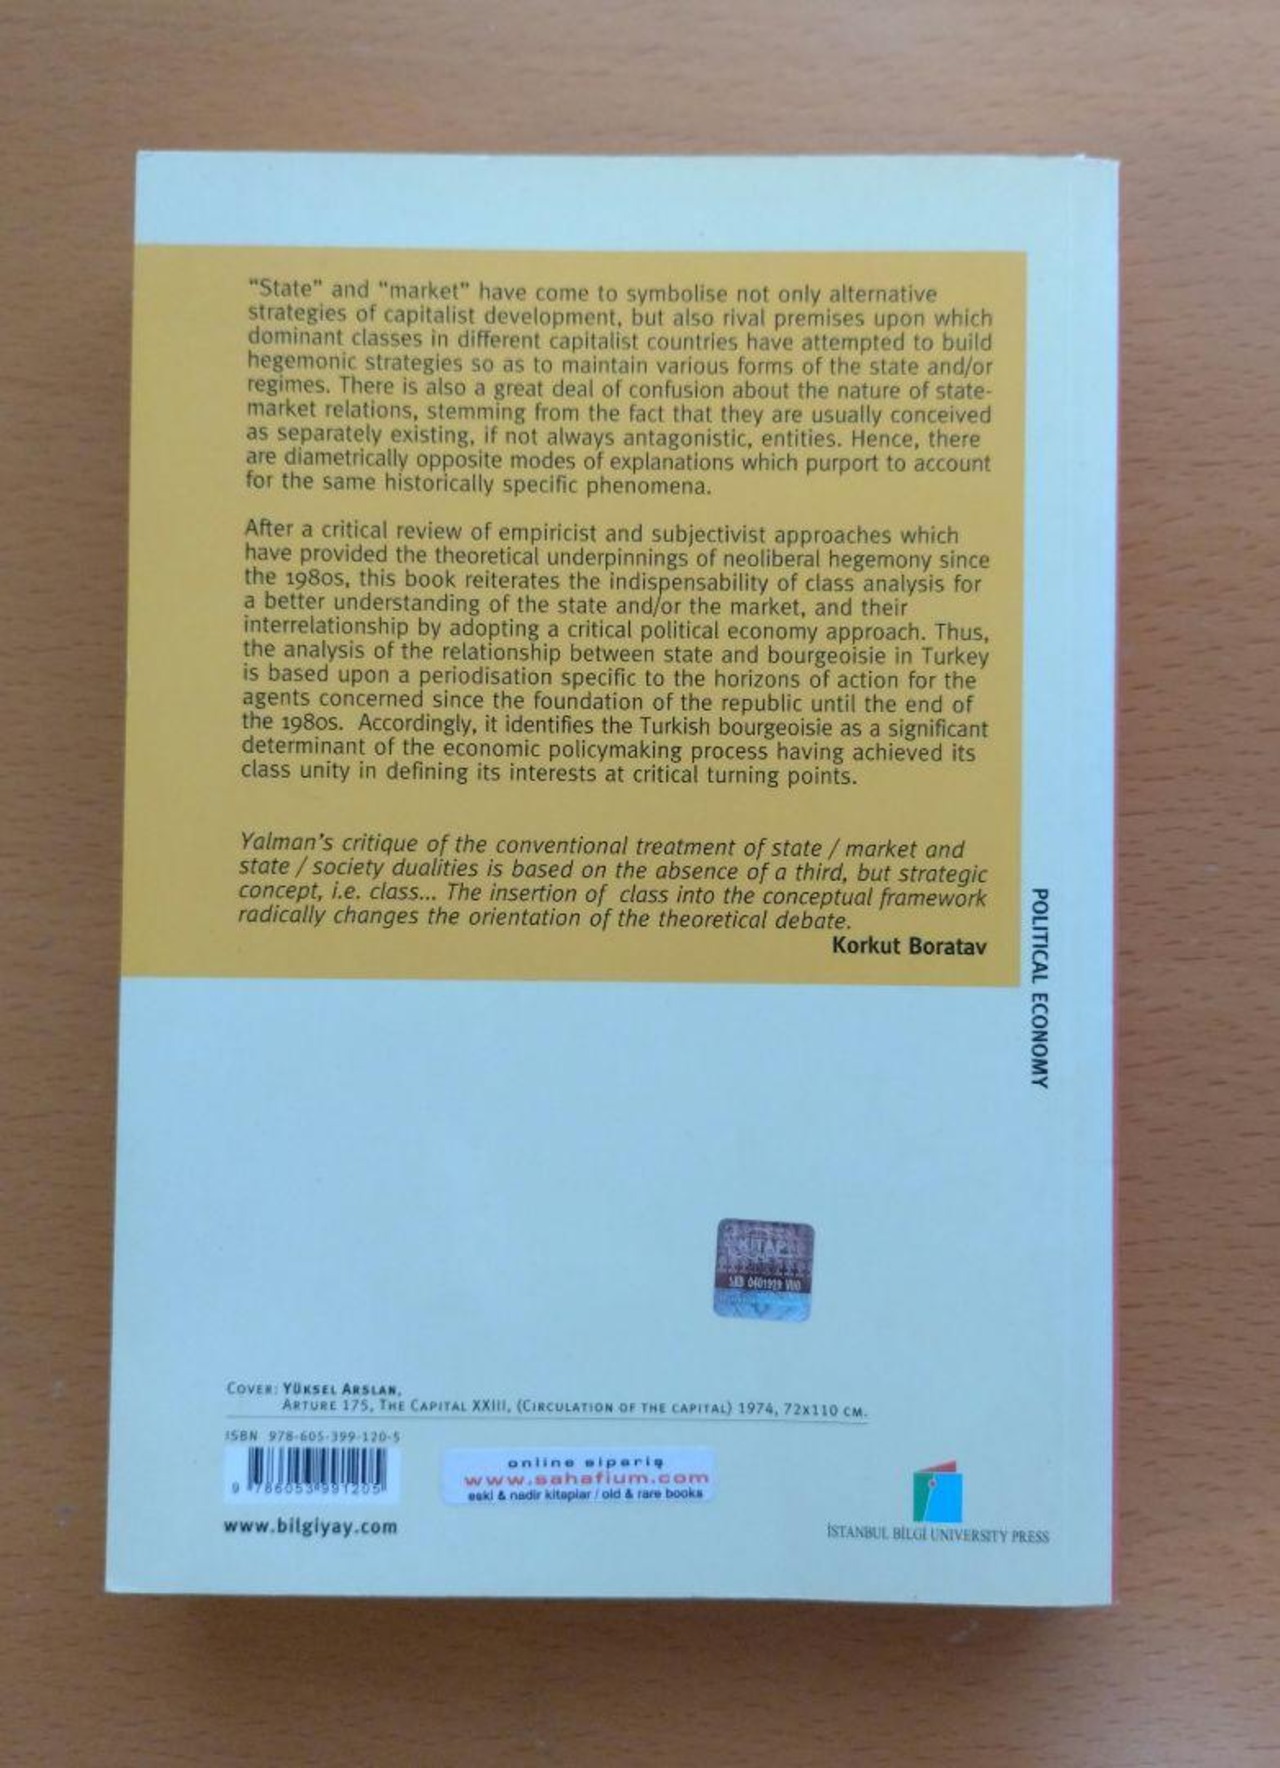 "State" and "market" have come to symbolise not only alternative
strategies of capitalist development, but also rival premises upon which
dominant classes in different capitalist countries have attempted to build
hegemonic strategies so as to maintain various forms of the state and/or
regimes. There is also a great deal of confusion about the nature of state-
market relations, stemming from the fact that they are usually conceived
as separately existing, if not always antagonistic, entities. Hence, there
are diametrically opposite modes of explanations which purport to account
for the same historically specific phenomena.
After a critical review of empiricist and subjectivist approaches which
have provided the theoretical underpinnings of neoliberal hegemony since
the 1980s, this book reiterates the indispensability of class analysis for
a better understanding of the state and/or the market, and their
interrelationship by adopting a critical political economy approach. Thus,
the analysis of the relationship between state and bourgeoisie in Turkey
is based upon a periodisation specific to the horizons of action for the
agents concerned since the foundation of the republic until the end of
the 1980s. Accordingly, it identifies the Turkish bourgeoisie as a significant
determinant of the economic policymaking process having achieved its
class unity in defining its interests at critical turning points.
Yalman's critique of the conventional treatment of state / market and
state / society dualities is based on the absence of a third, but strategic
concept, i.e. class... The insertion of class into the conceptual framework
radically changes the orientation of the theoretical debate.
Korkut Boratav
POLITICAL ECONOMY
KİTAP
COVER: YÜKSEL ARSLAN,
ARTURE 175, THE CAPITAL XXIII, (CIRCULATION OF THE CAPITAL) 1974, 72X110 CM.
ISBN 978-605-399-120-5
9 786053 991205
online sipariş
www.sahafium.com
eski & nadir kitaplar / old & rare books
www.bilgiyay.com
İSTANBUL BİLGİ UNIVERSITY PRESS